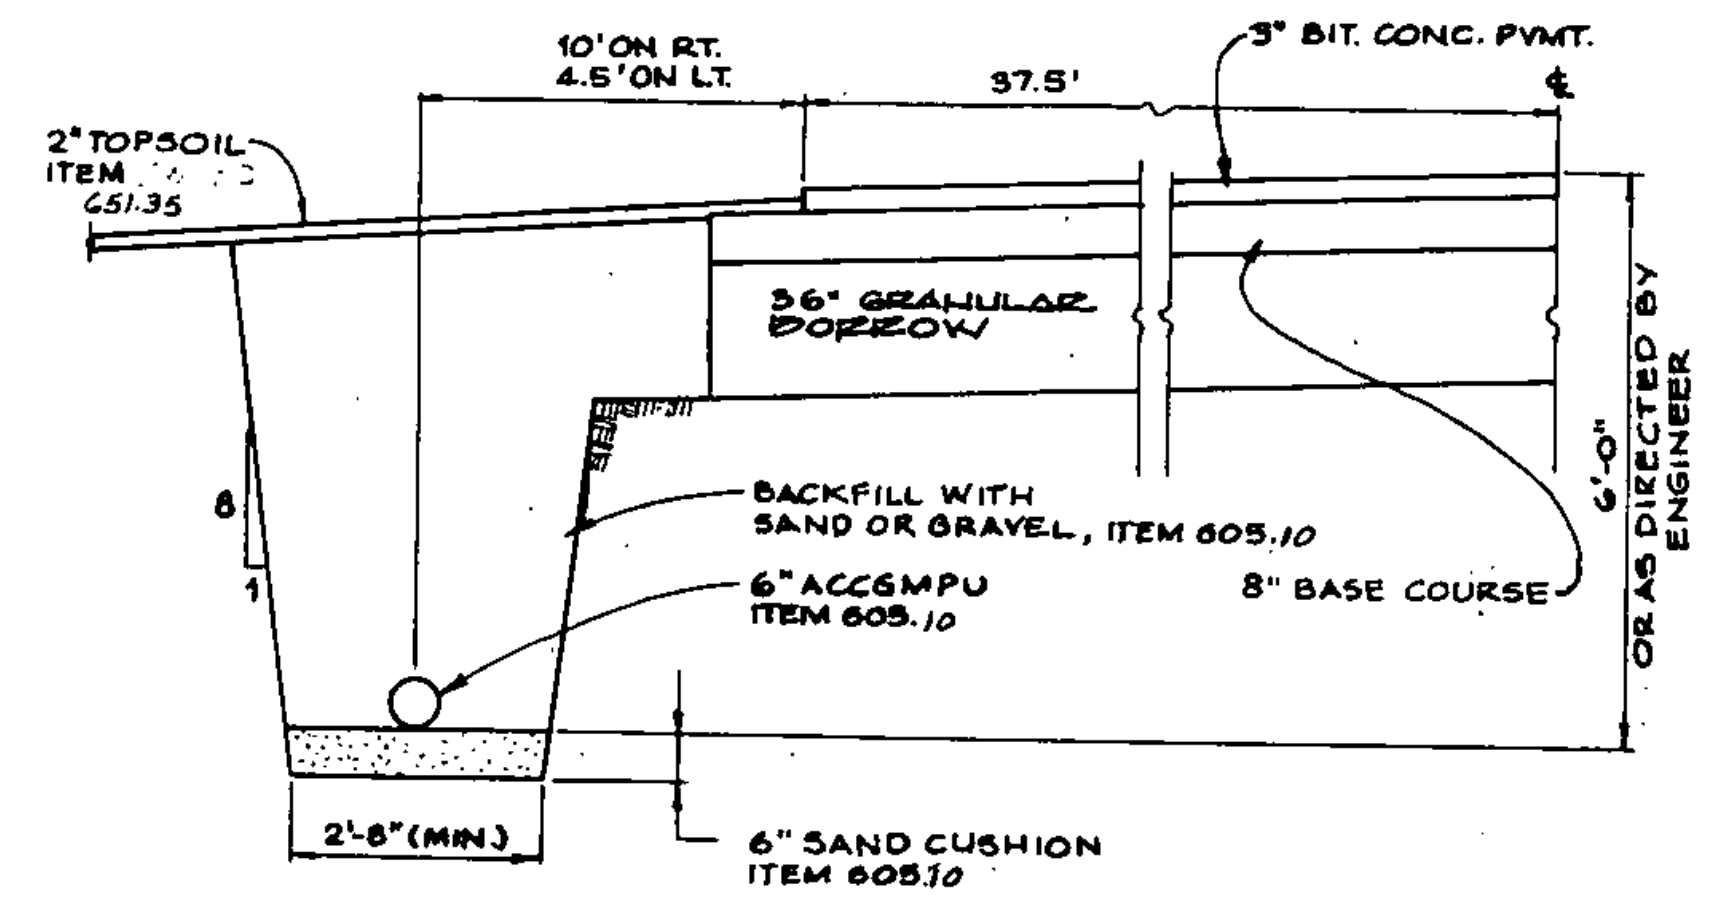 10' ON RT.
4.5' ON LT.
37.5'
3" BIT. CONC. PVMT.
℄
2" TOPSOIL
ITEM
651.35
36" GRANULAR
BORROW
8
1
BACKFILL WITH
SAND OR GRAVEL, ITEM 605.10
6" ACCGMPU
ITEM 605.10
8" BASE COURSE
6'-0"
OR AS DIRECTED BY
ENGINEER
2'-8" (MIN.)
6" SAND CUSHION
ITEM 605.10